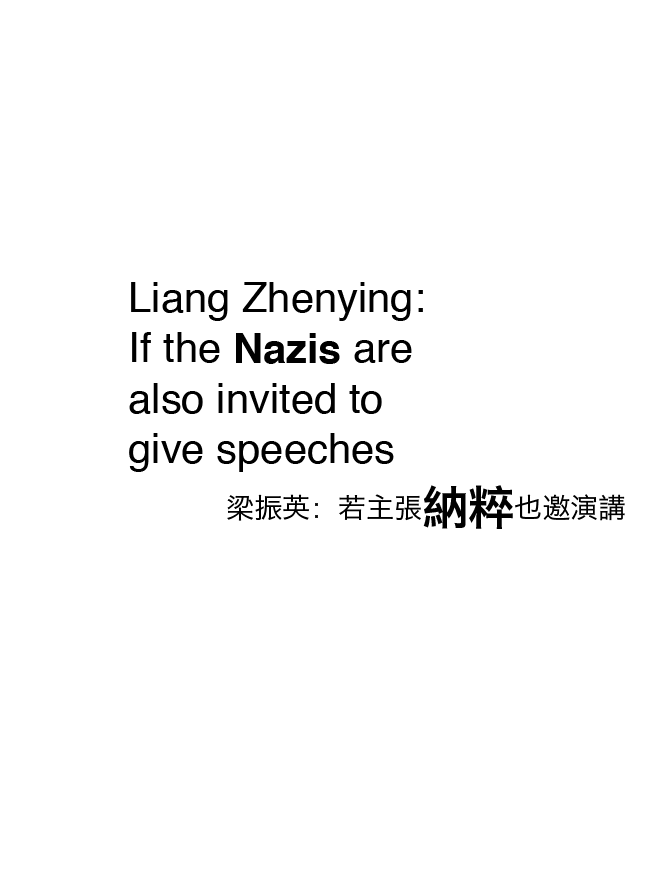 Liang Zhenying:
If the Nazis are
also invited to
give speeches
梁振英：若主張納粹也邀演講